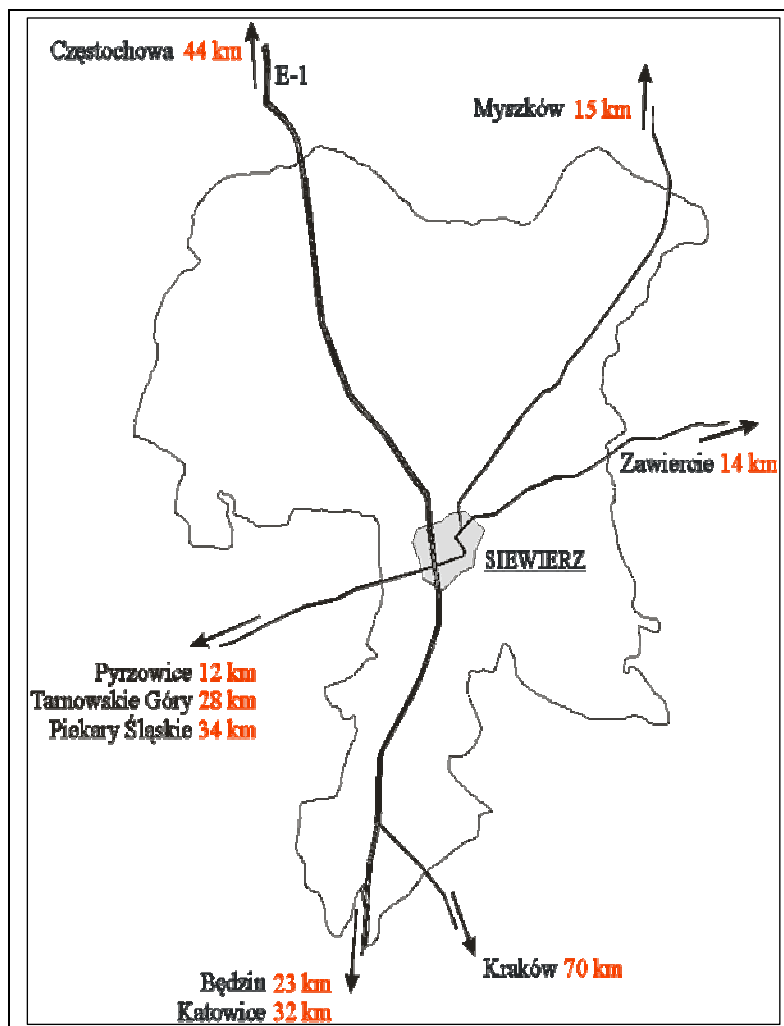 Częstochowa 44 km
E-1
Myszków 15 km
Zawiercie 14 km
SIEWIERZ
Pyrzowice 12 km
Tarnowskie Góry 28 km
Piekary Śląskie 34 km
Kraków 70 km
Będzin 23 km
Katowice 32 km